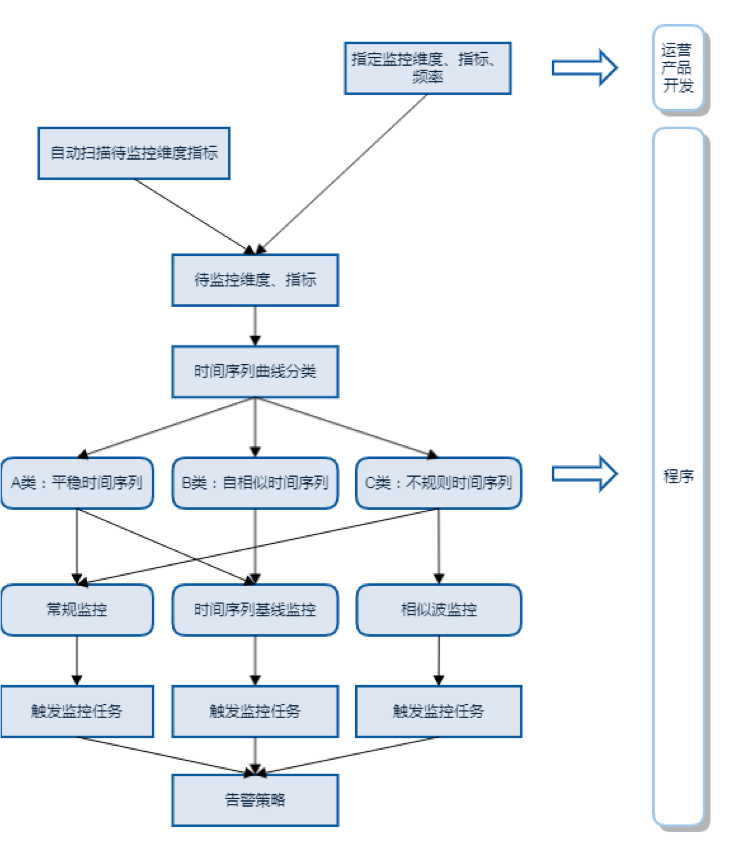 指定监控维度、指标、
频率
运营
产品
开发
自动扫描待监控维度指标
待监控维度、指标
时间序列曲线分类
A类：平稳时间序列
B类：自相似时间序列
C类：不规则时间序列
程序
常规监控
时间序列基线监控
相似波监控
触发监控任务
触发监控任务
触发监控任务
告警策略